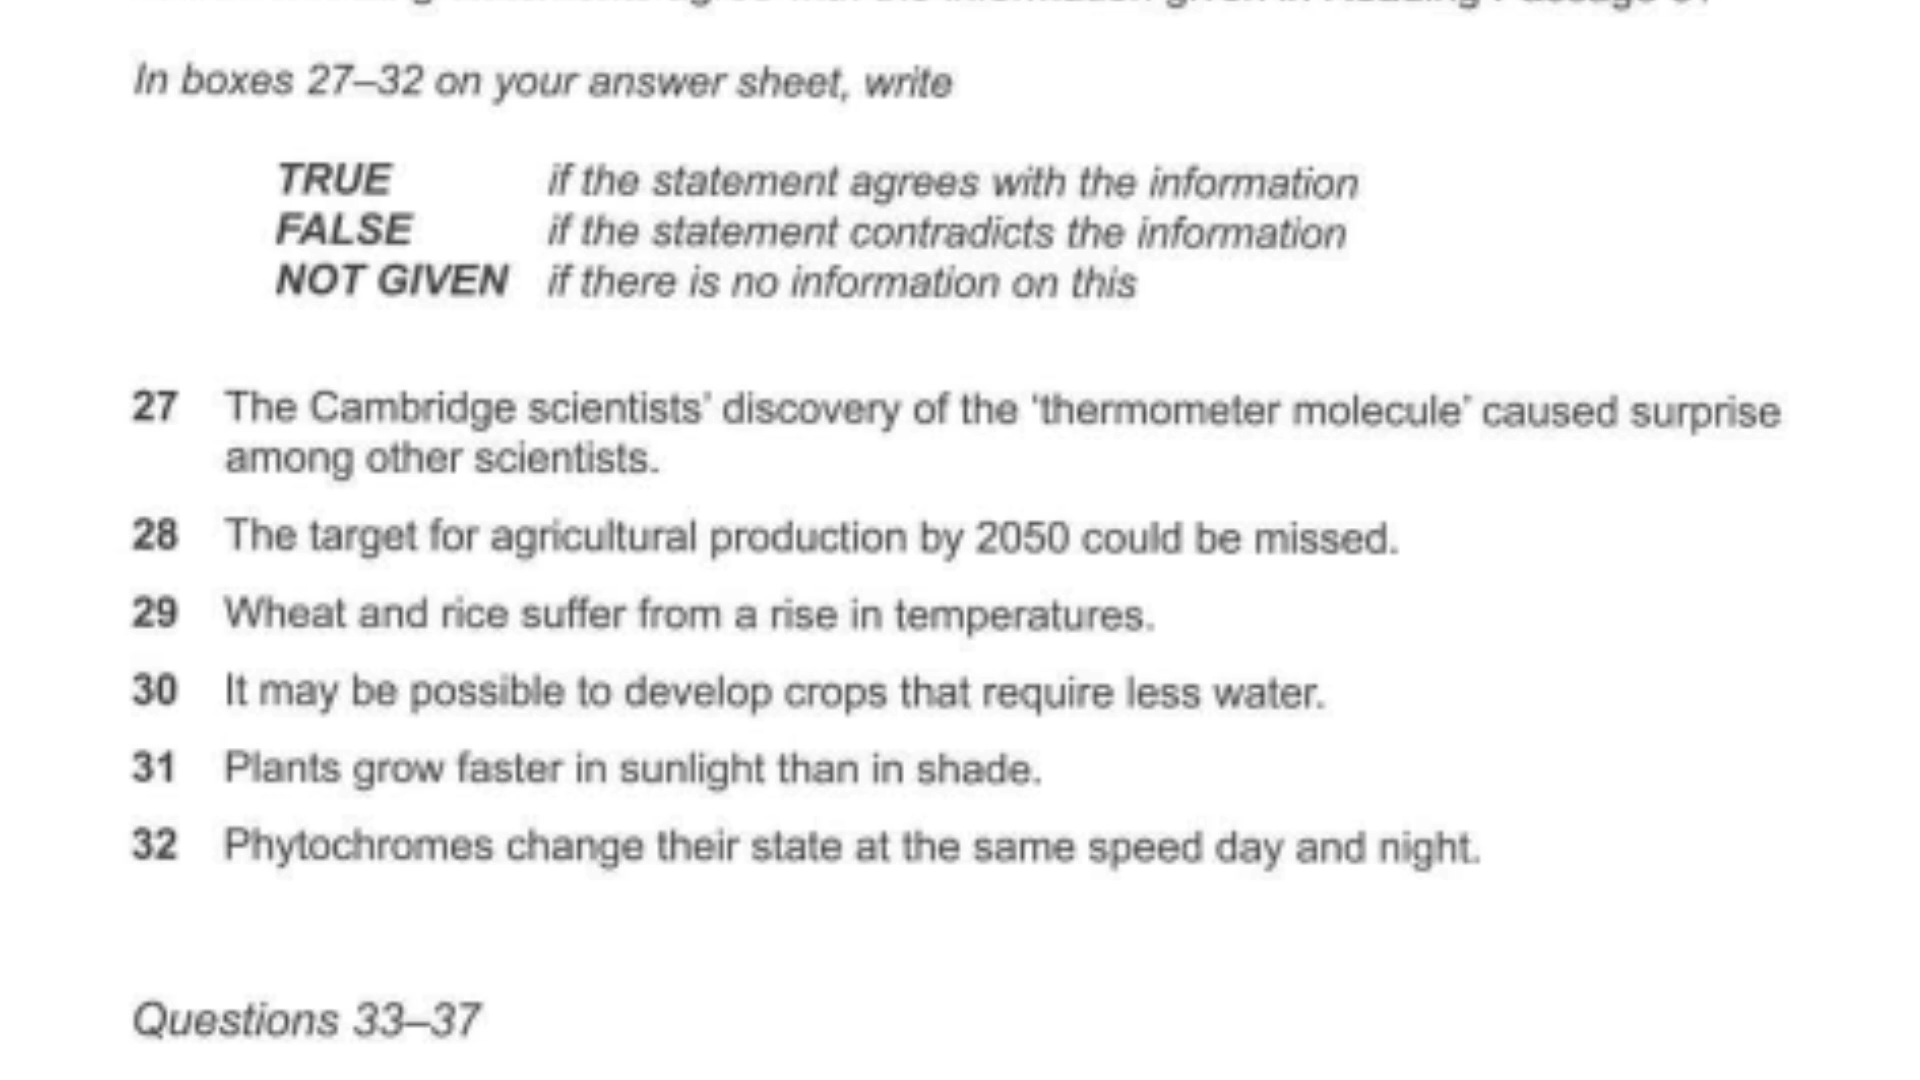 In boxes 27–32 on your answer sheet, write
TRUE if the statement agrees with the information
FALSE if the statement contradicts the information
NOT GIVEN if there is no information on this
27 The Cambridge scientists' discovery of the 'thermometer molecule' caused surprise
among other scientists.
28 The target for agricultural production by 2050 could be missed.
29 Wheat and rice suffer from a rise in temperatures.
30 It may be possible to develop crops that require less water.
31 Plants grow faster in sunlight than in shade.
32 Phytochromes change their state at the same speed day and night.
Questions 33–37